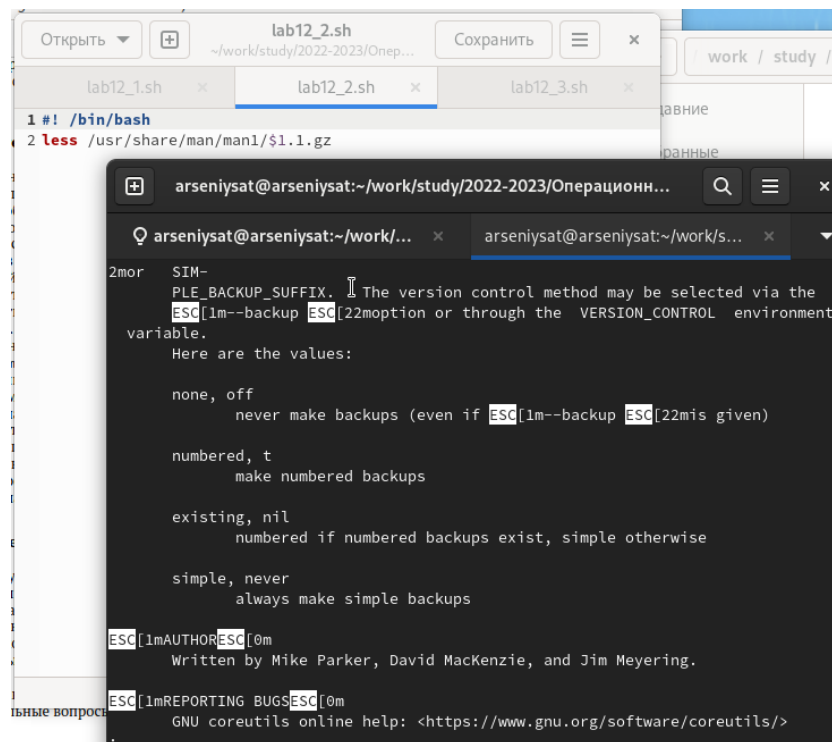 Открыть
lab12_2.sh
~/work/study/2022-2023/Опер...
Сохранить
lab12_1.sh
lab12_2.sh
lab12_3.sh
work / study /
1 #! /bin/bash
2 less /usr/share/man/man1/$1.1.gz
arseniysat@arseniysat:~/work/study/2022-2023/Операционн...
arseniysat@arseniysat:~/work/...
arseniysat@arseniysat:~/work/s...
2mor SIM-
PLE_BACKUP_SUFFIX. The version control method may be selected via the
ESC[1m--backup ESC[22moption or through the VERSION_CONTROL environment
variable.
Here are the values:
none, off
never make backups (even if ESC[1m--backup ESC[22mis given)
numbered, t
make numbered backups
existing, nil
numbered if numbered backups exist, simple otherwise
simple, never
always make simple backups
ESC[1mAUTHORESC[0m
Written by Mike Parker, David MacKenzie, and Jim Meyering.
ESC[1mREPORTING BUGSESC[0m
GNU coreutils online help: <https://www.gnu.org/software/coreutils/>
: